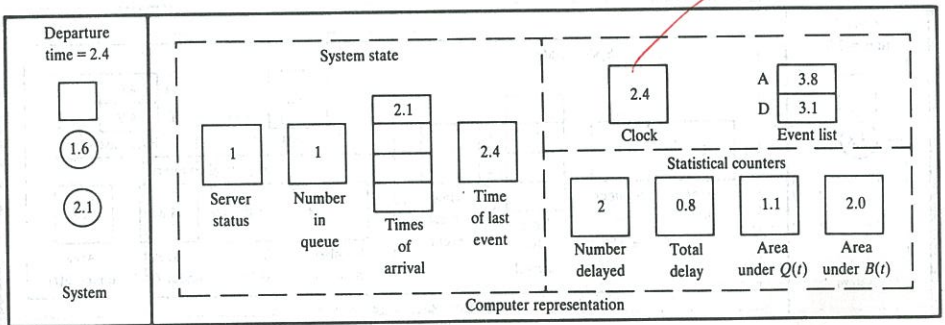 Departure
time = 2.4
1.6
2.1
System
System state
1
Server
status
1
Number
in
queue
2.1
Times
of
arrival
2.4
Time
of last
event
2.4
Clock
A 3.8
D 3.1
Event list
Statistical counters
2
Number
delayed
0.8
Total
delay
1.1
Area
under Q(t)
2.0
Area
under B(t)
Computer representation